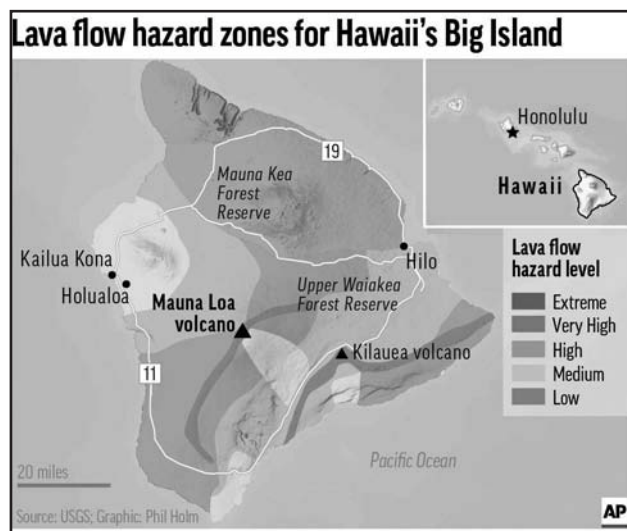 Lava flow hazard zones for Hawaii's Big Island
Honolulu
Hawaii
19
Mauna Kea
Forest
Reserve
Kailua Kona
Holualoa
Hilo
Mauna Loa
volcano
Upper Waiakea
Forest Reserve
Kilauea volcano
11
Lava flow
hazard level
Extreme
Very High
High
Medium
Low
20 miles
Pacific Ocean
Source: USGS; Graphic: Phil Holm
AP